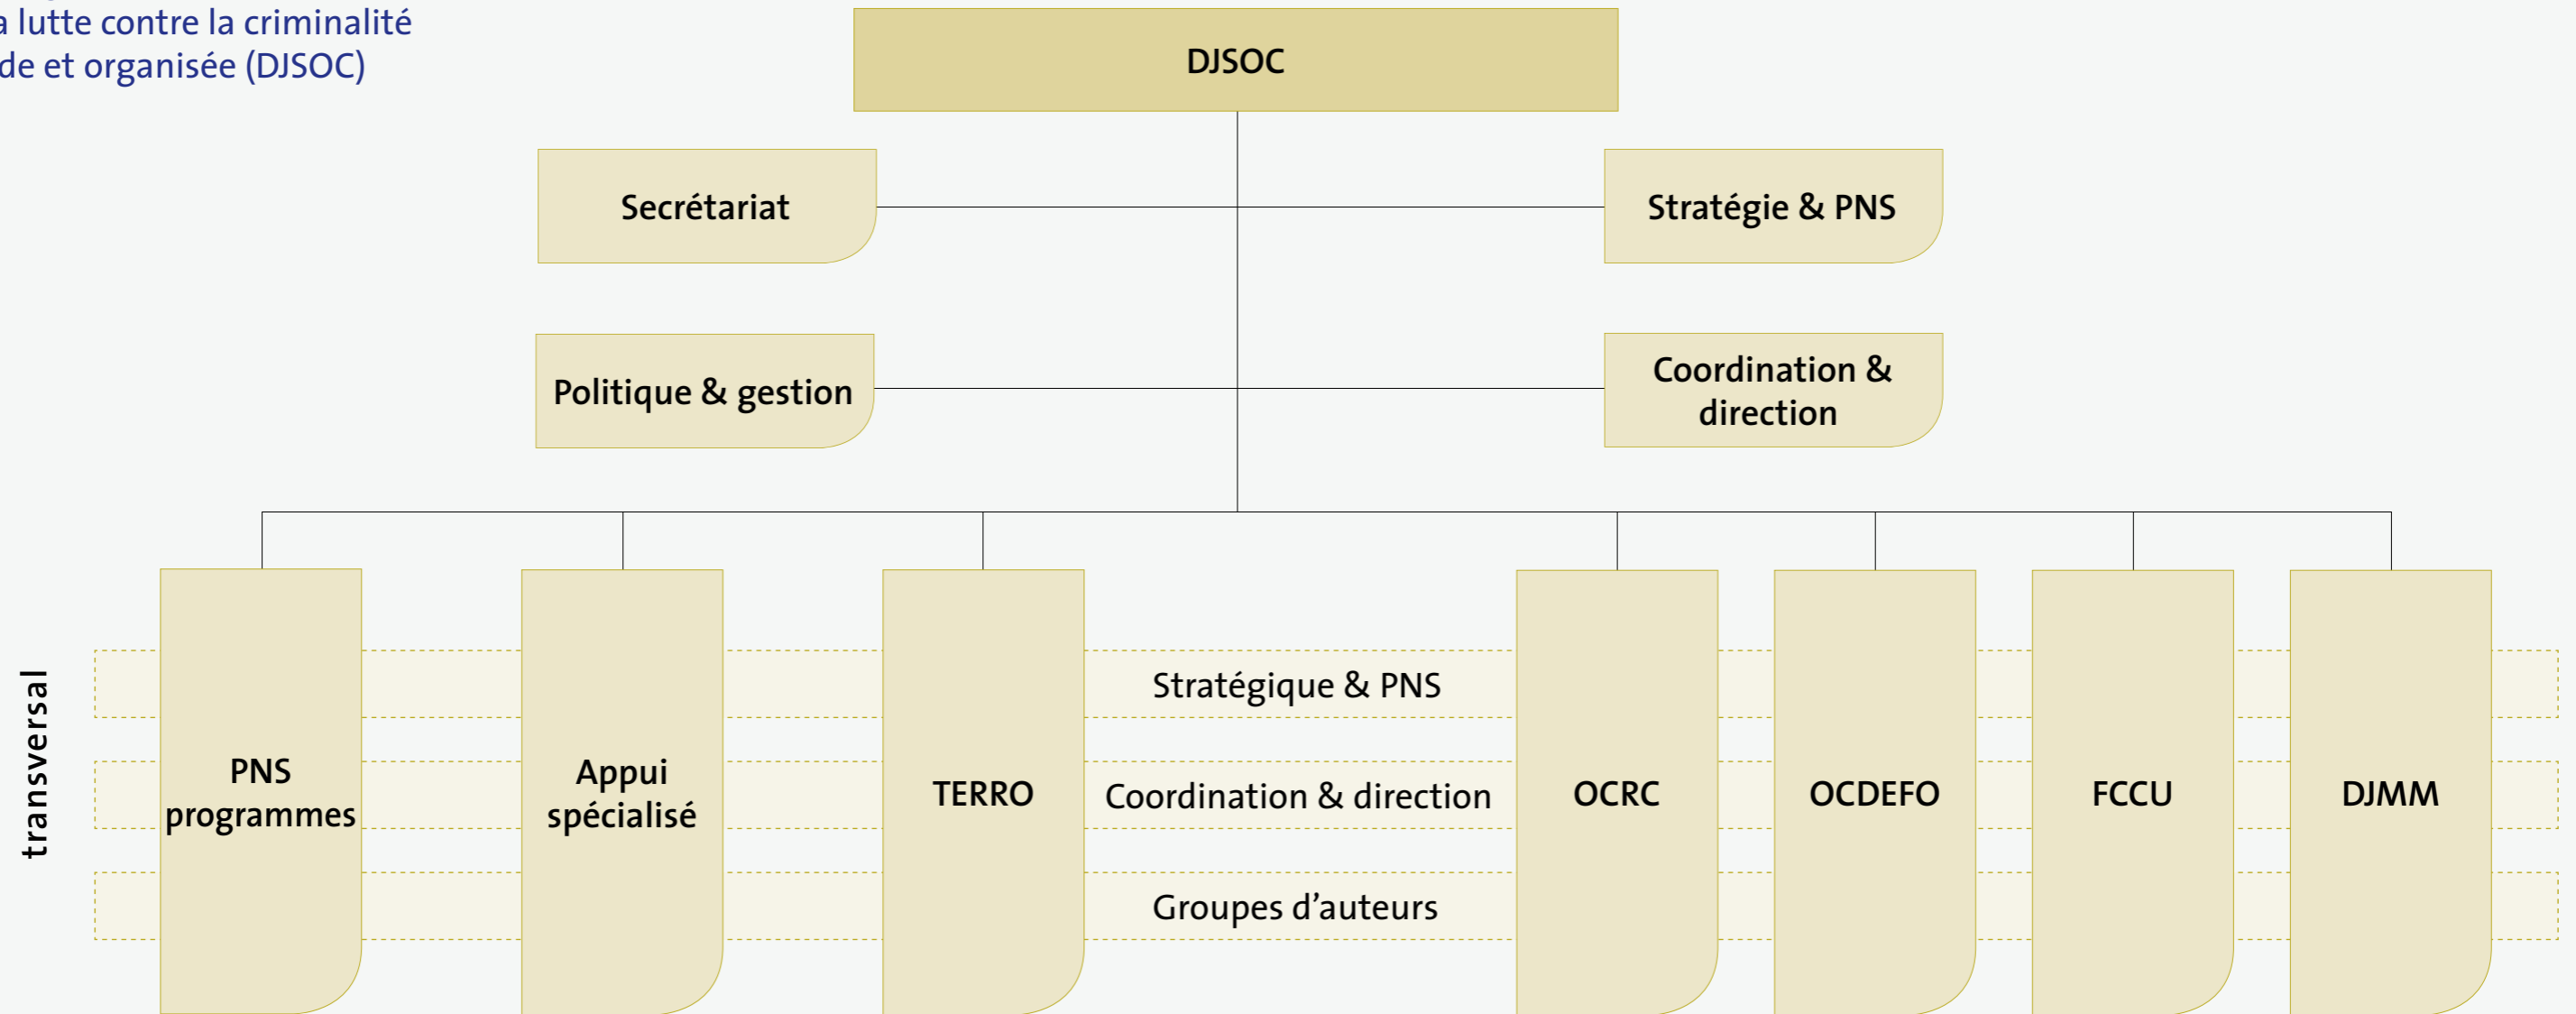 lutte contre la criminalité
et organisée (DJSOC)
DJSOC
Secrétariat
Stratégie & PNS
Politique & gestion
Coordination &
direction
transversal
PNS
programmes
Appui
spécialisé
TERRO
Stratégique & PNS
Coordination & direction
Groupes d’auteurs
OCRC
OCDEFO
FCCU
DJMM